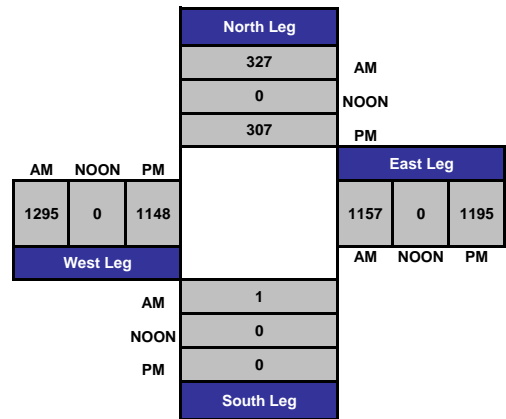 North Leg
327 AM
0 NOON
307 PM
AM NOON PM
East Leg
1295 0 1148
1157 0 1195
West Leg
AM NOON PM
AM 1
NOON 0
PM 0
South Leg